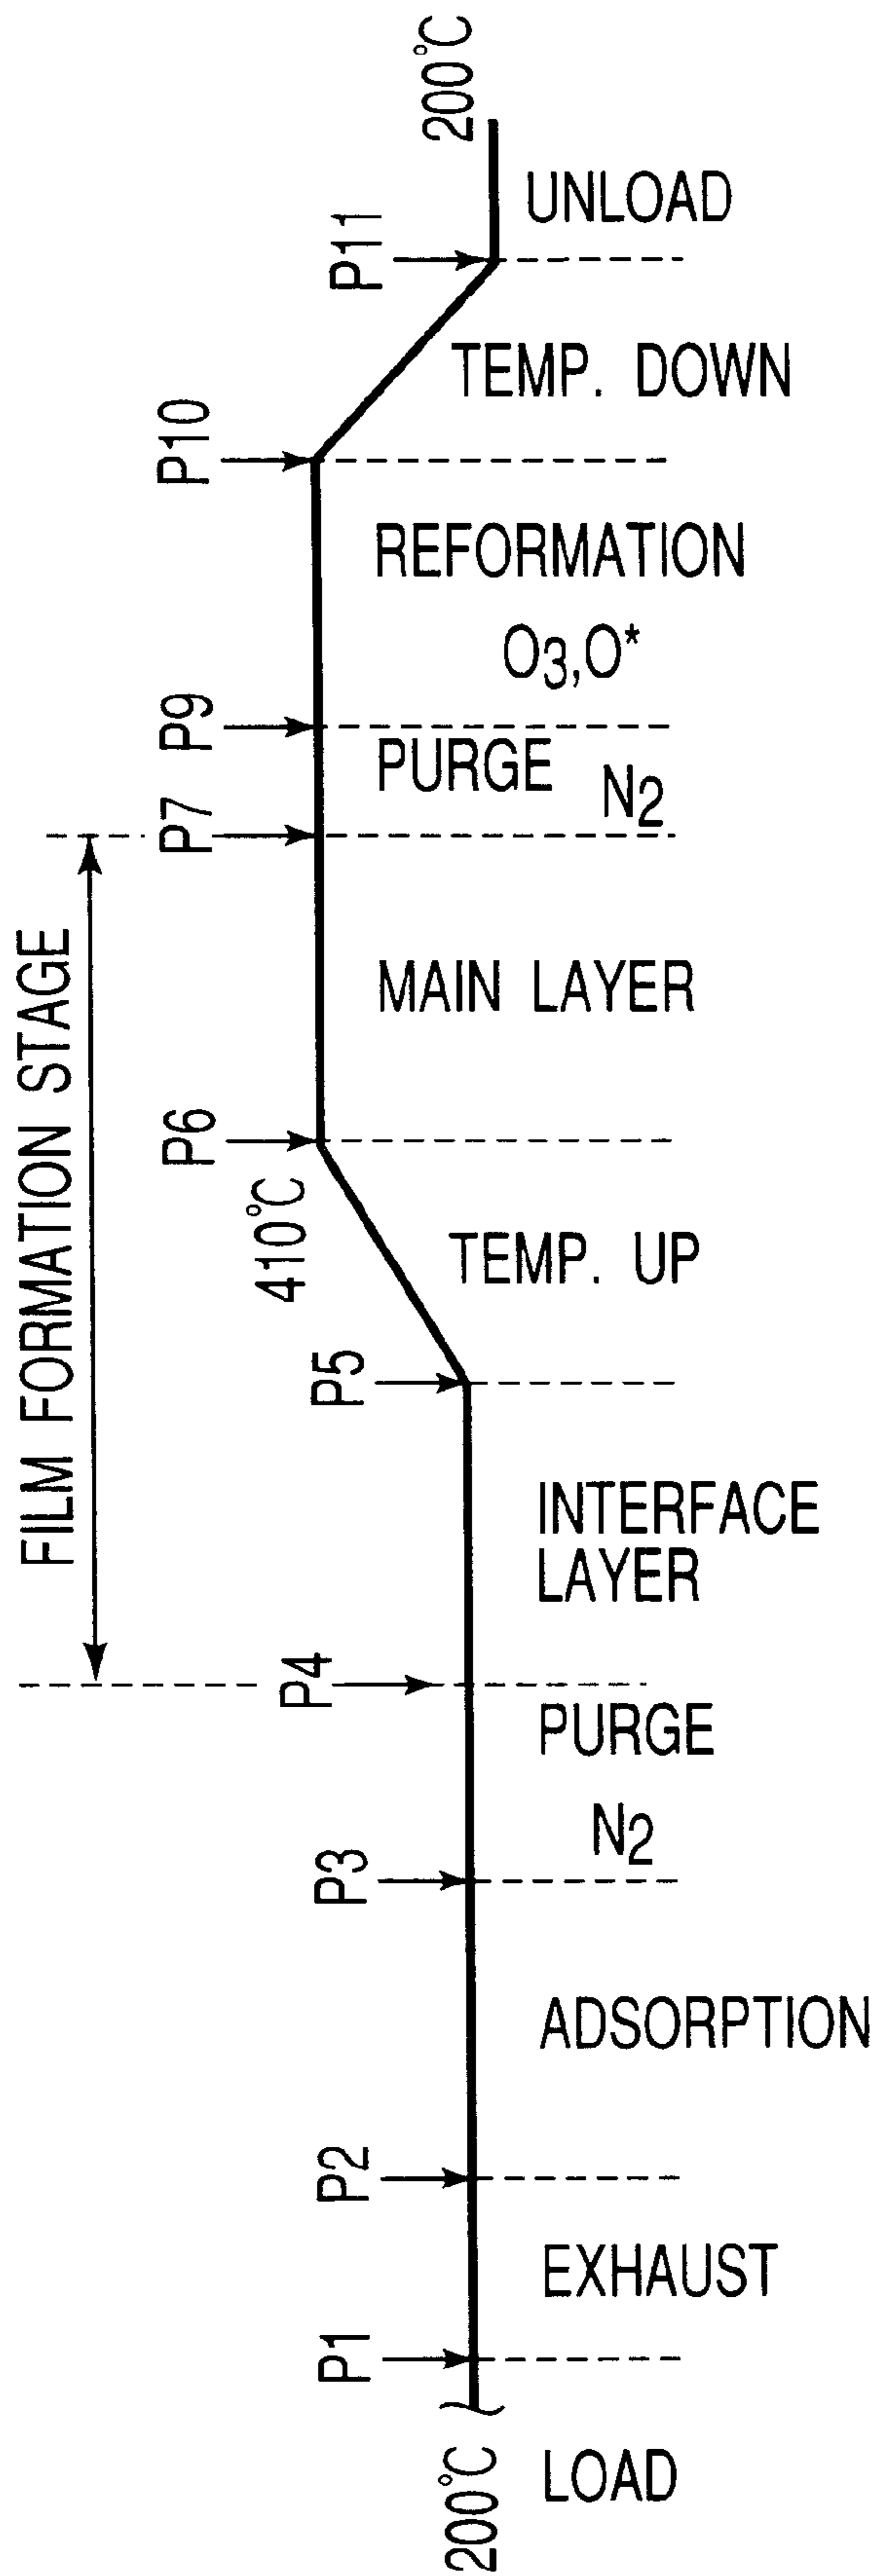 FILM FORMATION STAGE
P1
P2
P3
P4
P5
P6
P7
P9
P10
P11
410°C
200°C
200°C
LOAD
EXHAUST
ADSORPTION
PURGE
N2
INTERFACE
LAYER
TEMP. UP
MAIN LAYER
PURGE
N2
REFORMATION
O3,O*
TEMP. DOWN
UNLOAD